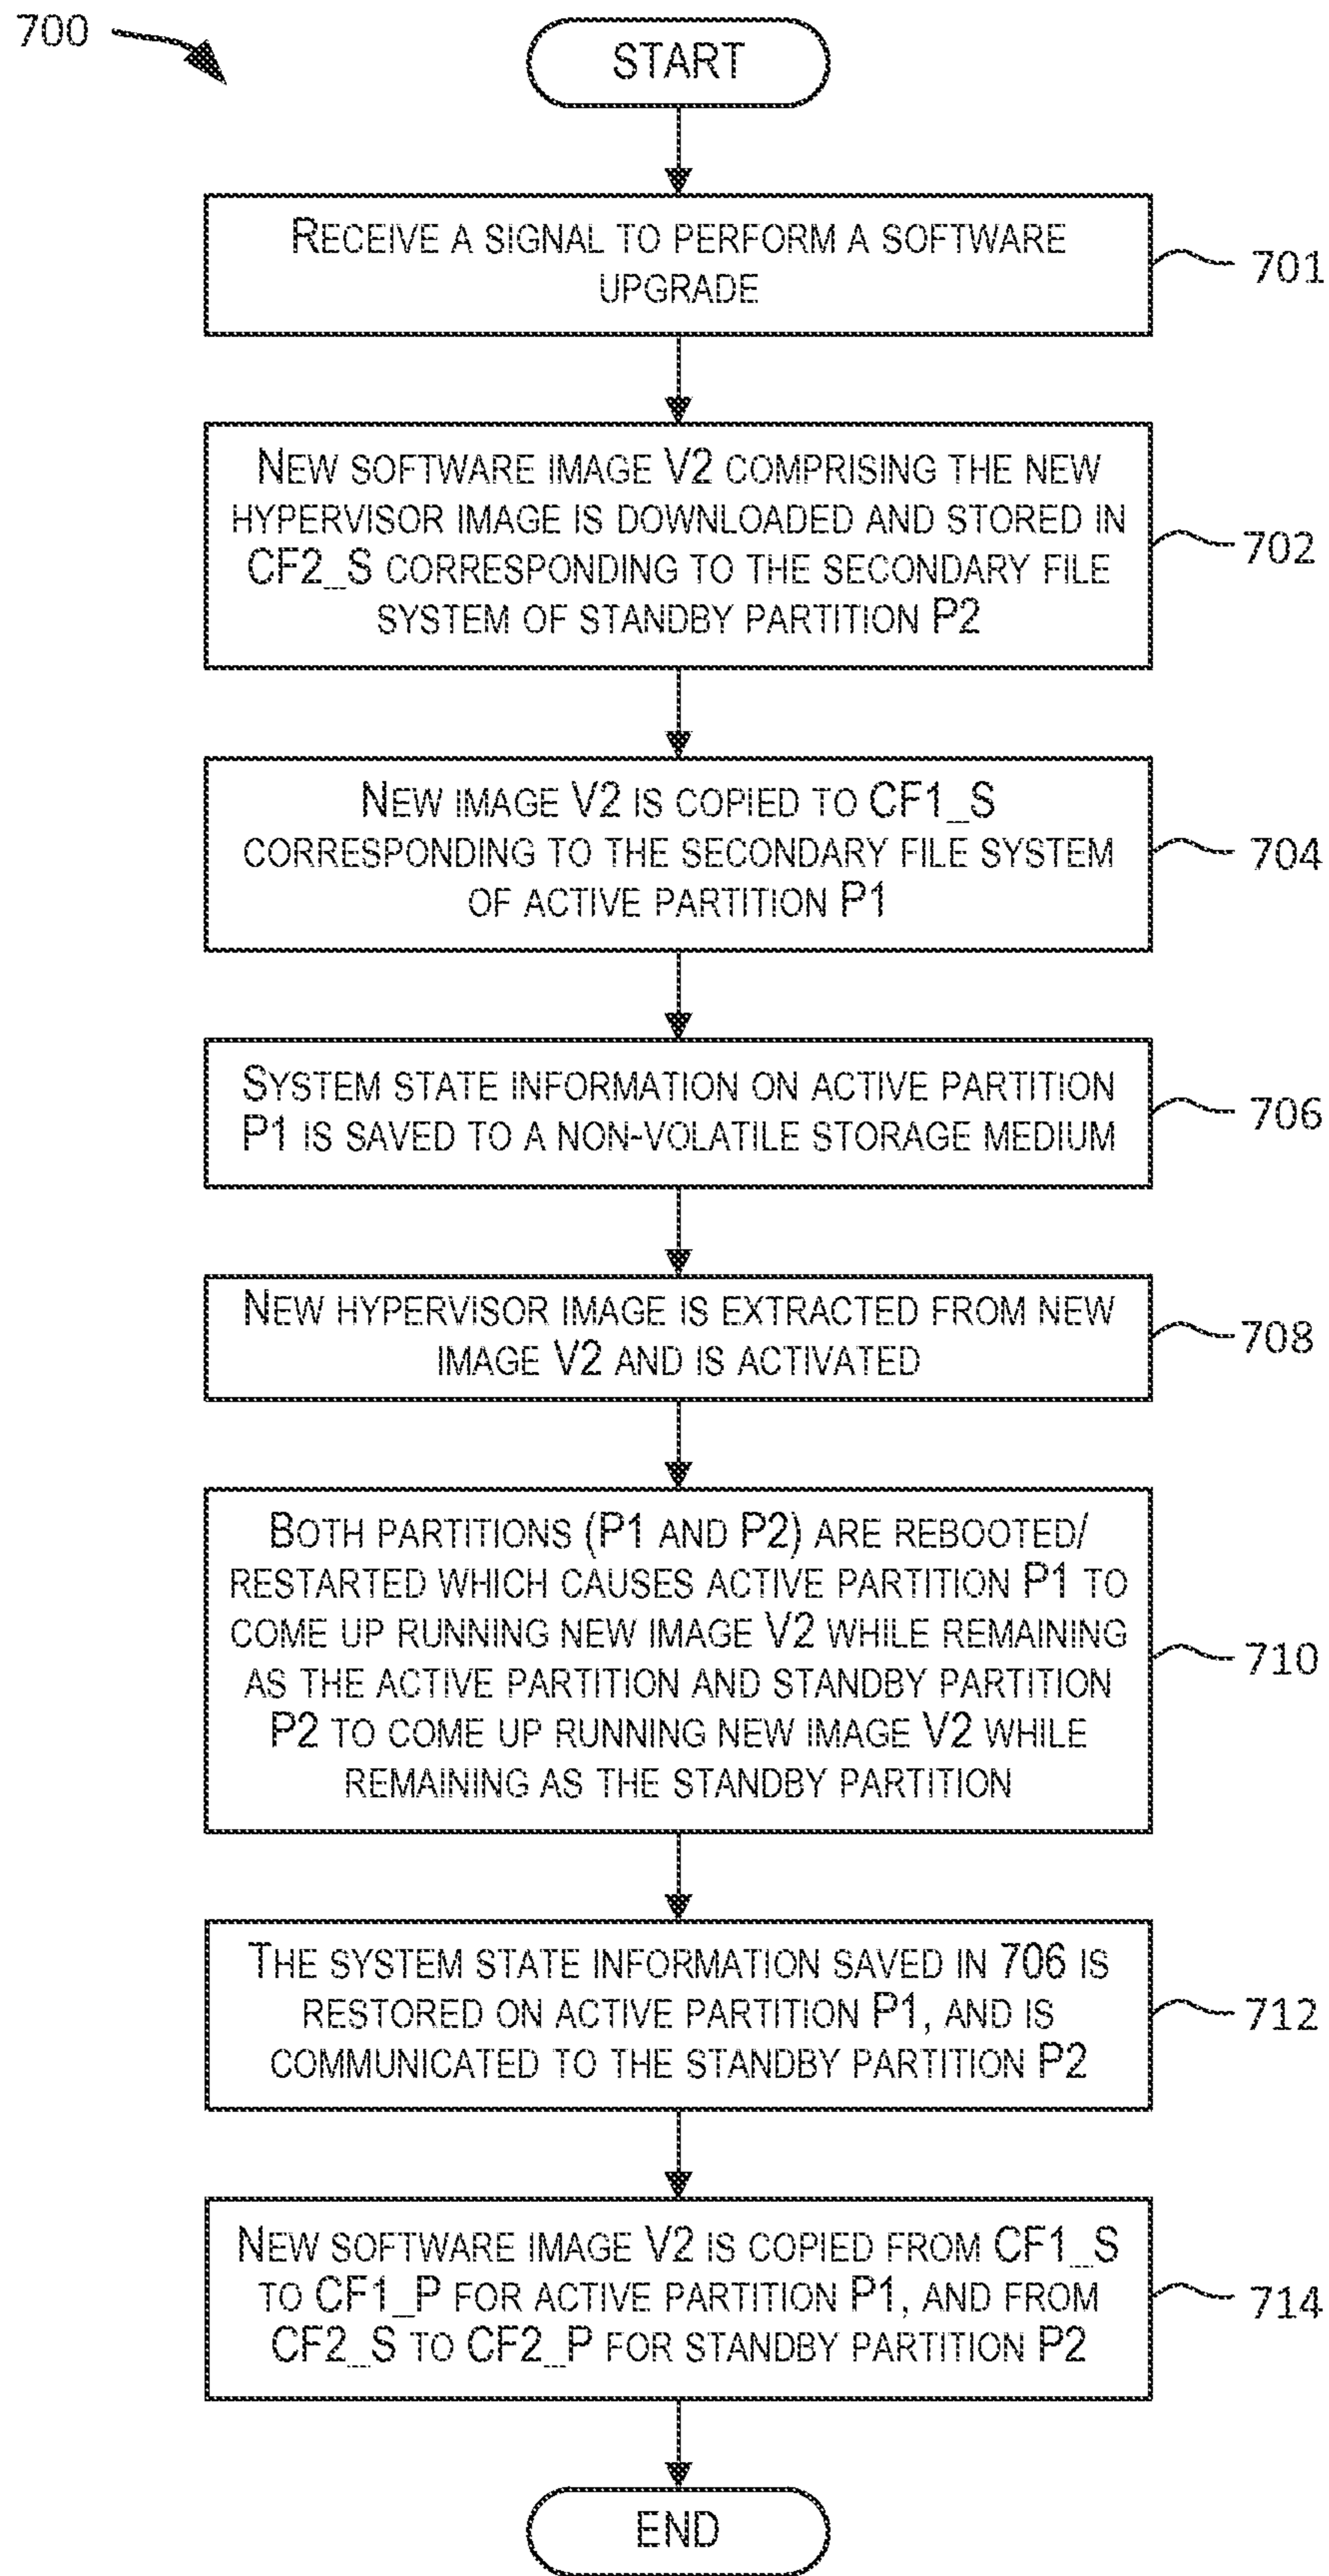 700
START
RECEIVE A SIGNAL TO PERFORM A SOFTWARE
UPGRADE
701
NEW SOFTWARE IMAGE V2 COMPRISING THE NEW
HYPERVISOR IMAGE IS DOWNLOADED AND STORED IN
CF2_S CORRESPONDING TO THE SECONDARY FILE
SYSTEM OF STANDBY PARTITION P2
702
NEW IMAGE V2 IS COPIED TO CF1_S
CORRESPONDING TO THE SECONDARY FILE SYSTEM
OF ACTIVE PARTITION P1
704
SYSTEM STATE INFORMATION ON ACTIVE PARTITION
P1 IS SAVED TO A NON-VOLATILE STORAGE MEDIUM
706
NEW HYPERVISOR IMAGE IS EXTRACTED FROM NEW
IMAGE V2 AND IS ACTIVATED
708
BOTH PARTITIONS (P1 AND P2) ARE REBOOTED/
RESTARTED WHICH CAUSES ACTIVE PARTITION P1 TO
COME UP RUNNING NEW IMAGE V2 WHILE REMAINING
AS THE ACTIVE PARTITION AND STANDBY PARTITION
P2 TO COME UP RUNNING NEW IMAGE V2 WHILE
REMAINING AS THE STANDBY PARTITION
710
THE SYSTEM STATE INFORMATION SAVED IN 706 IS
RESTORED ON ACTIVE PARTITION P1, AND IS
COMMUNICATED TO THE STANDBY PARTITION P2
712
NEW SOFTWARE IMAGE V2 IS COPIED FROM CF1_S
TO CF1_P FOR ACTIVE PARTITION P1, AND FROM
CF2_S TO CF2_P FOR STANDBY PARTITION P2
714
END